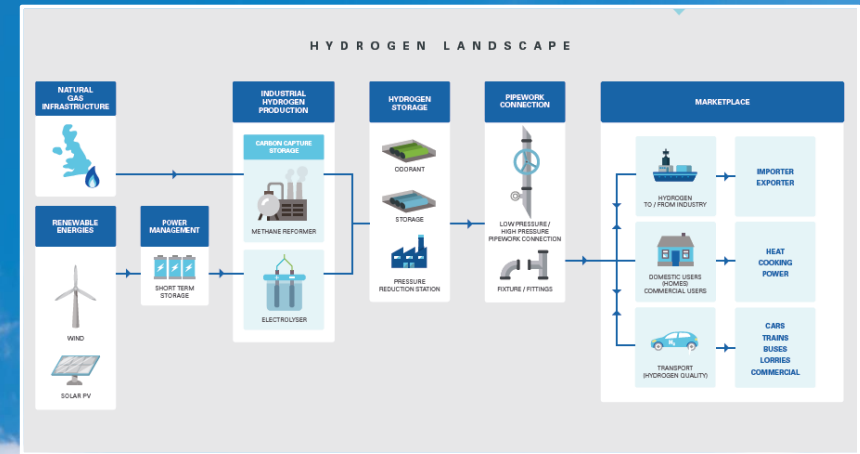 HYDROGEN LANDSCAPE
NATURAL
GAS
INFRASTRUCTURE
RENEWABLE
ENERGIES
WIND
SOLAR PV
POWER
MANAGEMENT
SHORT TERM
STORAGE
INDUSTRIAL
HYDROGEN
PRODUCTION
CARBON CAPTURE
STORAGE
METHANE REFORMER
ELECTROLYSER
HYDROGEN
STORAGE
ODORANT
STORAGE
PRESSURE
REDUCTION STATION
PIPEWORK
CONNECTION
LOW PRESSURE /
HIGH PRESSURE
PIPEWORK CONNECTION
FIXTURE / FITTINGS
MARKETPLACE
HYDROGEN
TO / FROM INDUSTRY
IMPORTER
EXPORTER
DOMESTIC USERS
(HOMES)
COMMERCIAL USERS
HEAT
COOKING
POWER
TRANSPORT
(HYDROGEN QUALITY)
CARS
TRAINS
BUSES
LORRIES
COMMERCIAL